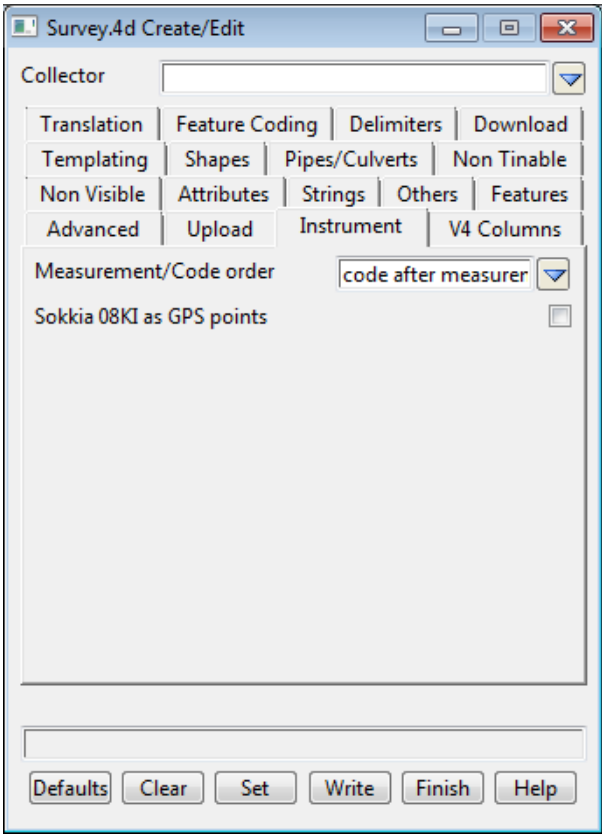 Survey.4d Create/Edit
Collector
Translation Feature Coding Delimiters Download
Templating Shapes Pipes/Culverts Non Tinable
Non Visible Attributes Strings Others Features
Advanced Upload Instrument V4 Columns
Measurement/Code order code after measurer
Sokkia 08KI as GPS points
Defaults Clear Set Write Finish Help